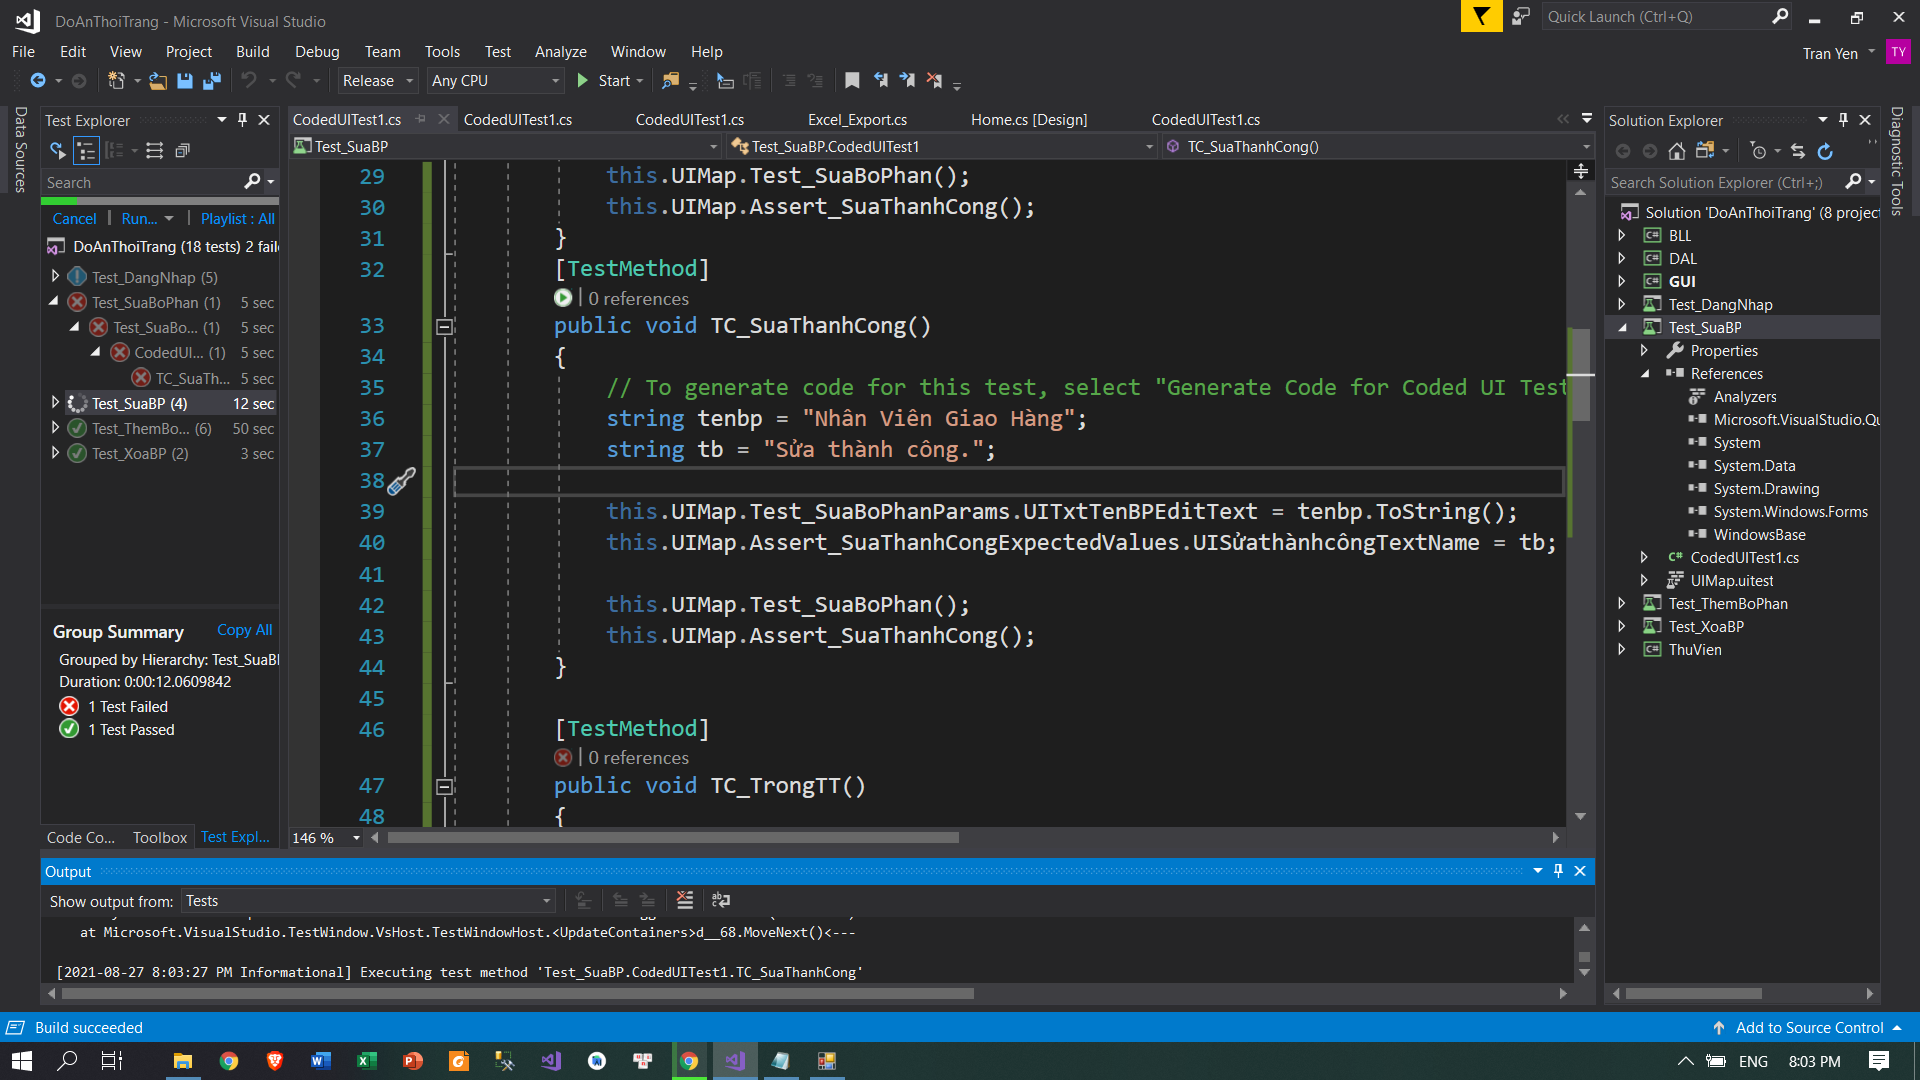 DoAnThoiTrang - Microsoft Visual Studio
Quick Launch (Ctrl+Q)
File Edit View Project Build Debug Team Tools Test Analyze Window Help
Tran Yen TY
Release Any CPU Start
Data Sources
Test Explorer
Search
Cancel Run... Playlist : All
DoAnThoiTrang (18 tests) 2 faile
Test_DangNhap (5)
Test_SuaBoPhan (1) 5 sec
Test_SuaBo... (1) 5 sec
CodedUI... (1) 5 sec
TC_SuaTh... 5 sec
Test_SuaBP (4) 12 sec
Test_ThemBo... (6) 50 sec
Test_XoaBP (2) 3 sec
Group Summary Copy All
Grouped by Hierarchy: Test_SuaBP
Duration: 0:00:12.0609842
1 Test Failed
1 Test Passed
Code Co... Toolbox Test Expl...
CodedUITest1.cs CodedUITest1.cs CodedUITest1.cs Excel_Export.cs Home.cs [Design] CodedUITest1.cs
Test_SuaBP Test_SuaBP.CodedUITest1 TC_SuaThanhCong()
29 this.UIMap.Test_SuaBoPhan();
30 this.UIMap.Assert_SuaThanhCong();
31 }
32 [TestMethod]
0 references
33 public void TC_SuaThanhCong()
34 {
35 // To generate code for this test, select "Generate Code for Coded UI Test
36 string tenbp = "Nhân Viên Giao Hàng";
37 string tb = "Sửa thành công.";
38
39 this.UIMap.Test_SuaBoPhanParams.UITxtTenBPEditText = tenbp.ToString();
40 this.UIMap.Assert_SuaThanhCongExpectedValues.UISửathànhcôngTextName = tb;
41
42 this.UIMap.Test_SuaBoPhan();
43 this.UIMap.Assert_SuaThanhCong();
44 }
45
46 [TestMethod]
0 references
47 public void TC_TrongTT()
48 {
146 %
Output
Show output from: Tests
at Microsoft.VisualStudio.TestWindow.VsHost.TestWindowHost.<UpdateContainers>d__68.MoveNext()<---
[2021-08-27 8:03:27 PM Informational] Executing test method 'Test_SuaBP.CodedUITest1.TC_SuaThanhCong'
Solution Explorer
Search Solution Explorer (Ctrl+;)
Solution 'DoAnThoiTrang' (8 project
BLL
DAL
GUI
Test_DangNhap
Test_SuaBP
Properties
References
Analyzers
Microsoft.VisualStudio.Qu
System
System.Data
System.Drawing
System.Windows.Forms
WindowsBase
CodedUITest1.cs
UIMap.uitest
Test_ThemBoPhan
Test_XoaBP
ThuVien
Diagnostic Tools
Build succeeded
Add to Source Control
ENG 8:03 PM